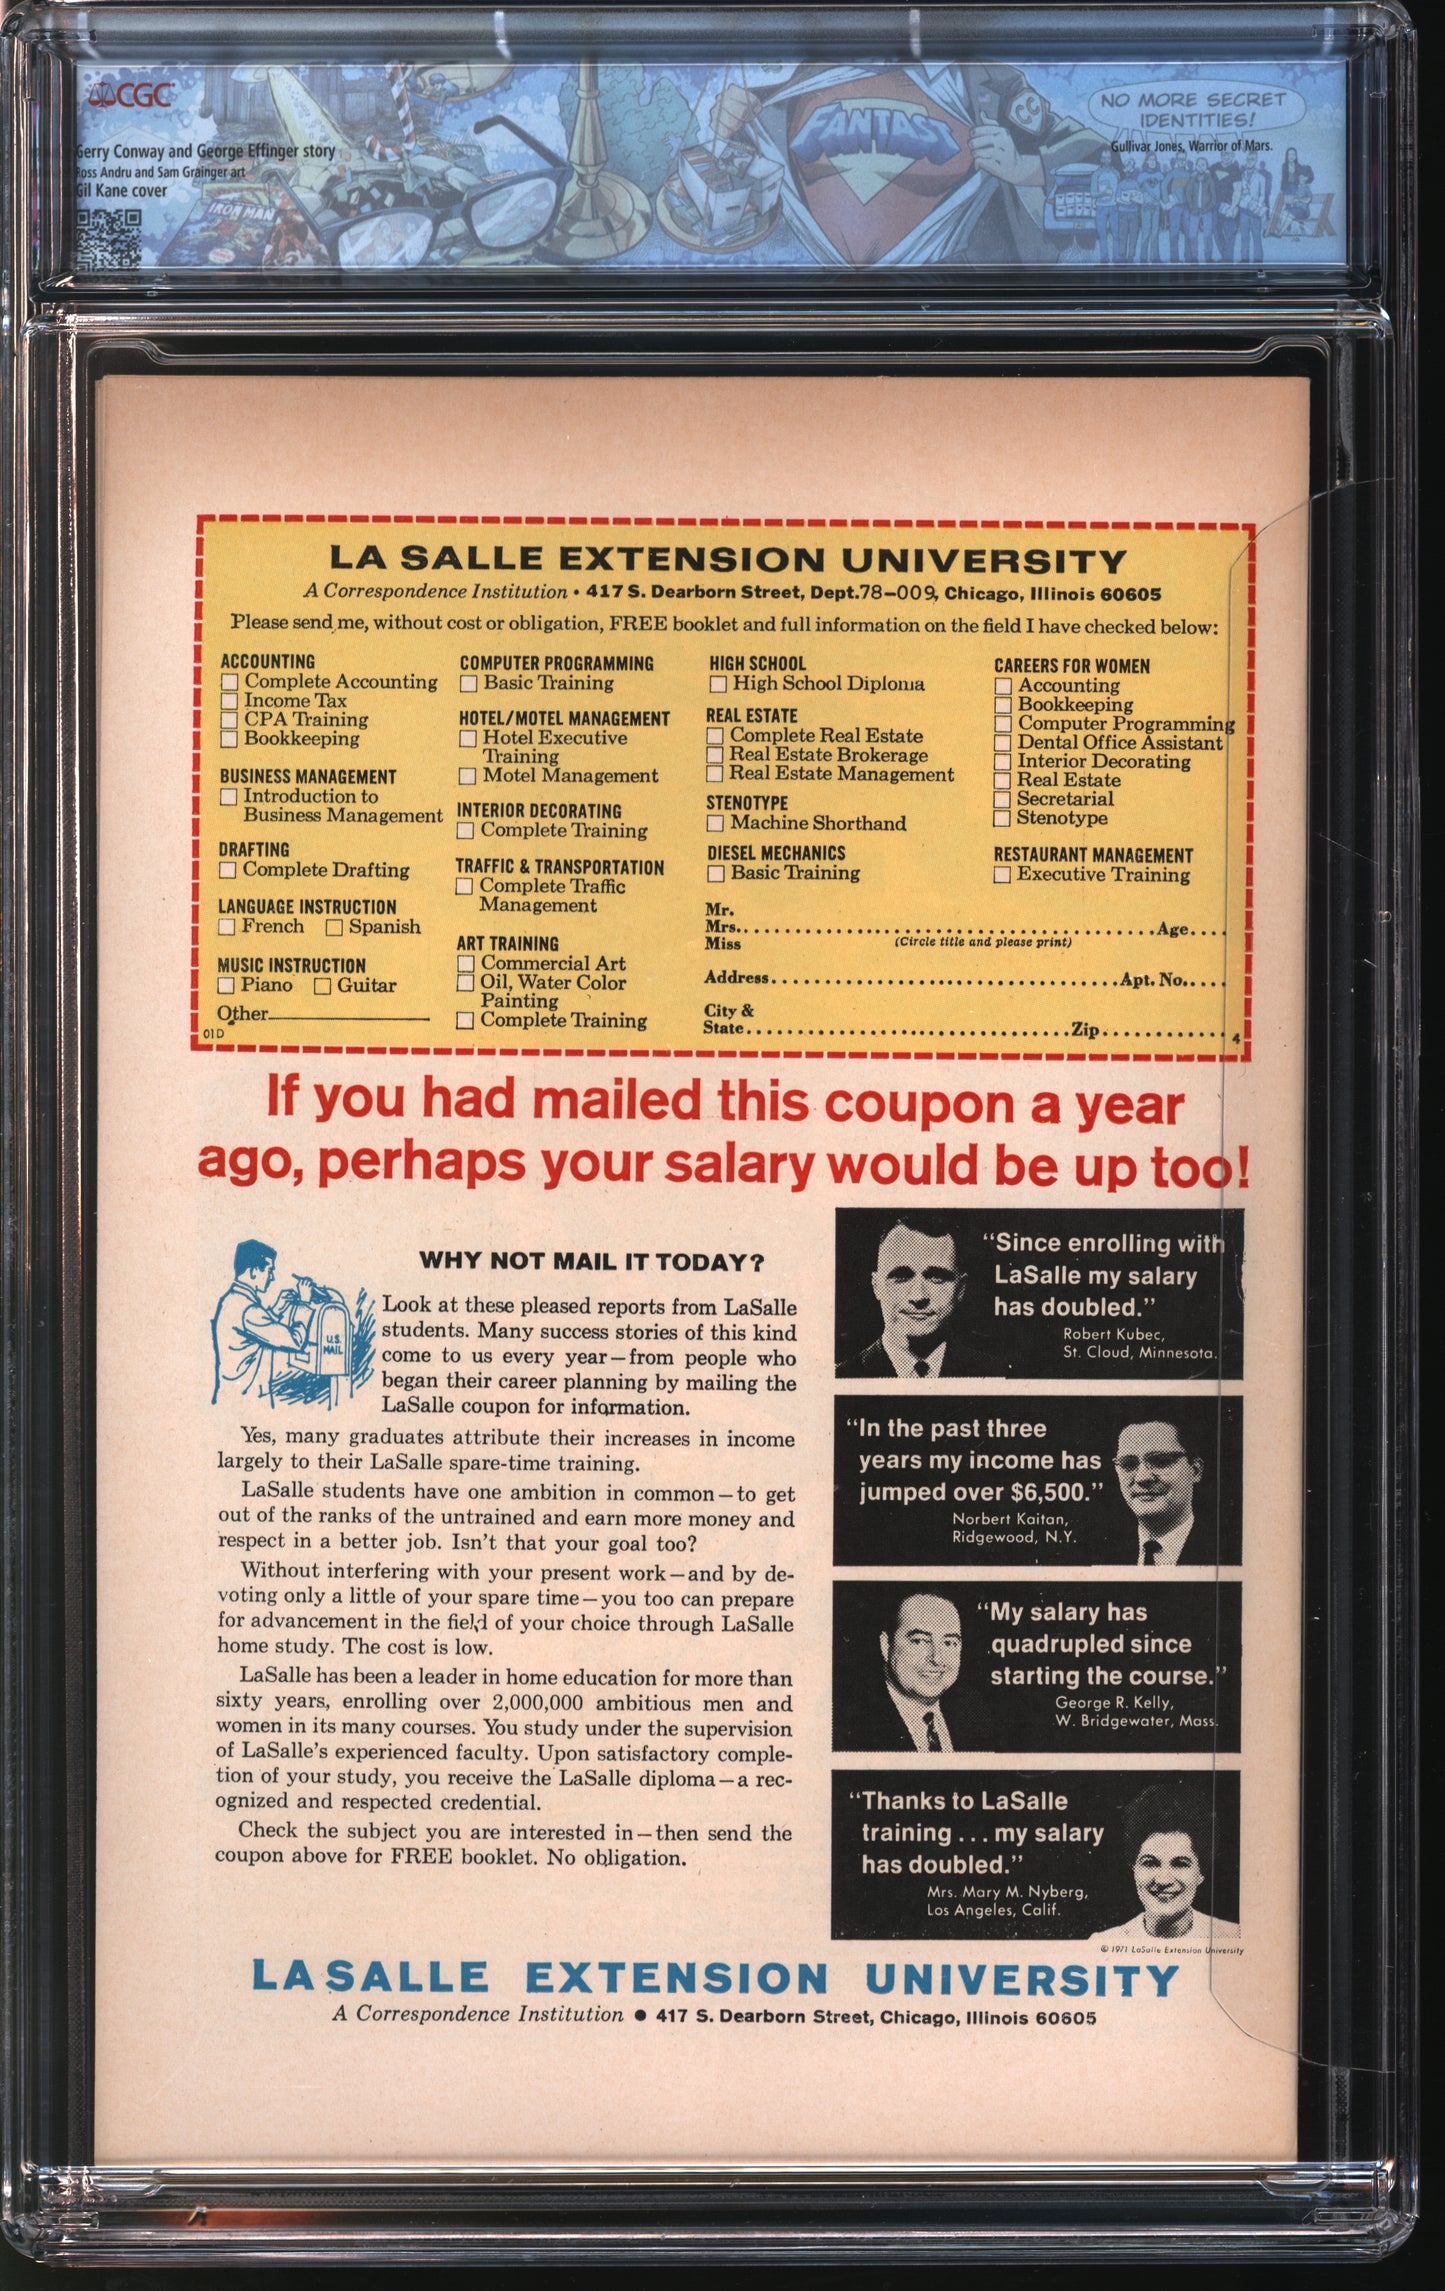 CGC
Gerry Conway and George Effinger story
Ross Andru and Sam Grainger art
Gil Kane cover
IRON MAN
FANTAST
CC
NO MORE SECRET
IDENTITIES!
Gullivar Jones, Warrior of Mars.
LA SALLE EXTENSION UNIVERSITY
A Correspondence Institution • 417 S. Dearborn Street, Dept.78-009, Chicago, Illinois 60605
Please send me, without cost or obligation, FREE booklet and full information on the field I have checked below:
ACCOUNTING
Complete Accounting
Income Tax
CPA Training
Bookkeeping
BUSINESS MANAGEMENT
Introduction to
Business Management
DRAFTING
Complete Drafting
LANGUAGE INSTRUCTION
French Spanish
MUSIC INSTRUCTION
Piano Guitar
Other
01D
COMPUTER PROGRAMMING
Basic Training
HOTEL/MOTEL MANAGEMENT
Hotel Executive
Training
Motel Management
INTERIOR DECORATING
Complete Training
TRAFFIC & TRANSPORTATION
Complete Traffic
Management
ART TRAINING
Commercial Art
Oil, Water Color
Painting
Complete Training
HIGH SCHOOL
High School Diploma
REAL ESTATE
Complete Real Estate
Real Estate Brokerage
Real Estate Management
STENOTYPE
Machine Shorthand
DIESEL MECHANICS
Basic Training
CAREERS FOR WOMEN
Accounting
Bookkeeping
Computer Programming
Dental Office Assistant
Interior Decorating
Real Estate
Secretarial
Stenotype
RESTAURANT MANAGEMENT
Executive Training
Mr.
Mrs. Age
Miss (Circle title and please print)
Address Apt. No.
City &
State Zip
4
If you had mailed this coupon a year
ago, perhaps your salary would be up too!
WHY NOT MAIL IT TODAY?
U.S.
MAIL
Look at these pleased reports from LaSalle
students. Many success stories of this kind
come to us every year—from people who
began their career planning by mailing the
LaSalle coupon for information.
Yes, many graduates attribute their increases in income
largely to their LaSalle spare-time training.
LaSalle students have one ambition in common—to get
out of the ranks of the untrained and earn more money and
respect in a better job. Isn't that your goal too?
Without interfering with your present work—and by de-
voting only a little of your spare time—you too can prepare
for advancement in the field of your choice through LaSalle
home study. The cost is low.
LaSalle has been a leader in home education for more than
sixty years, enrolling over 2,000,000 ambitious men and
women in its many courses. You study under the supervision
of LaSalle's experienced faculty. Upon satisfactory comple-
tion of your study, you receive the LaSalle diploma—a rec-
ognized and respected credential.
Check the subject you are interested in—then send the
coupon above for FREE booklet. No obligation.
"Since enrolling with
LaSalle my salary
has doubled."
Robert Kubec,
St. Cloud, Minnesota.
"In the past three
years my income has
jumped over $6,500."
Norbert Kaitan,
Ridgewood, N.Y.
"My salary has
quadrupled since
starting the course."
George R. Kelly,
W. Bridgewater, Mass.
"Thanks to LaSalle
training ... my salary
has doubled."
Mrs. Mary M. Nyberg,
Los Angeles, Calif.
© 1971 LaSalle Extension University
LASALLE EXTENSION UNIVERSITY
A Correspondence Institution • 417 S. Dearborn Street, Chicago, Illinois 60605